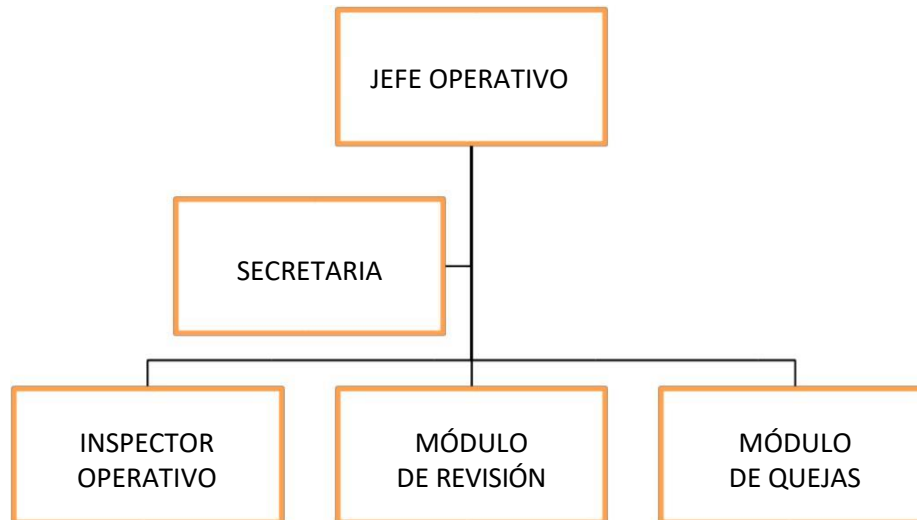 JEFE OPERATIVO
SECRETARIA
INSPECTOR
OPERATIVO
MÓDULO
DE REVISIÓN
MÓDULO
DE QUEJAS